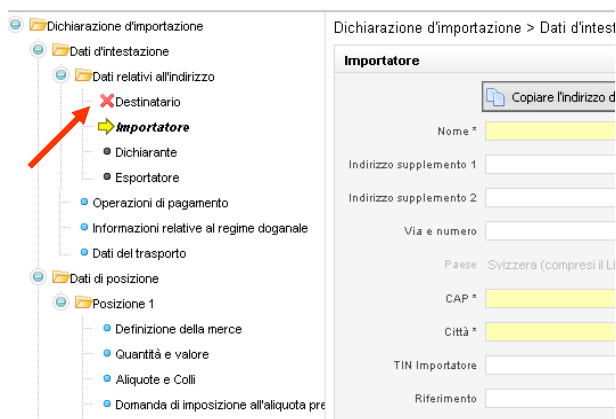 Dichiarazione d'importazione
Dati d'intestazione
Dati relativi all'indirizzo
Destinatario
Importatore
Dichiarante
Esportatore
Operazioni di pagamento
Informazioni relative al regime doganale
Dati del trasporto
Dati di posizione
Posizione 1
Definizione della merce
Quantità e valore
Aliquote e Colli
Domanda di imposizione all'aliquota pre
Dichiarazione d'importazione > Dati d'intest
Importatore
Copiare l'indirizzo d
Nome *
Indirizzo supplemento 1
Indirizzo supplemento 2
Via e numero
Paese Svizzera (compresi il Li
CAP *
Città *
TIN Importatore
Riferimento